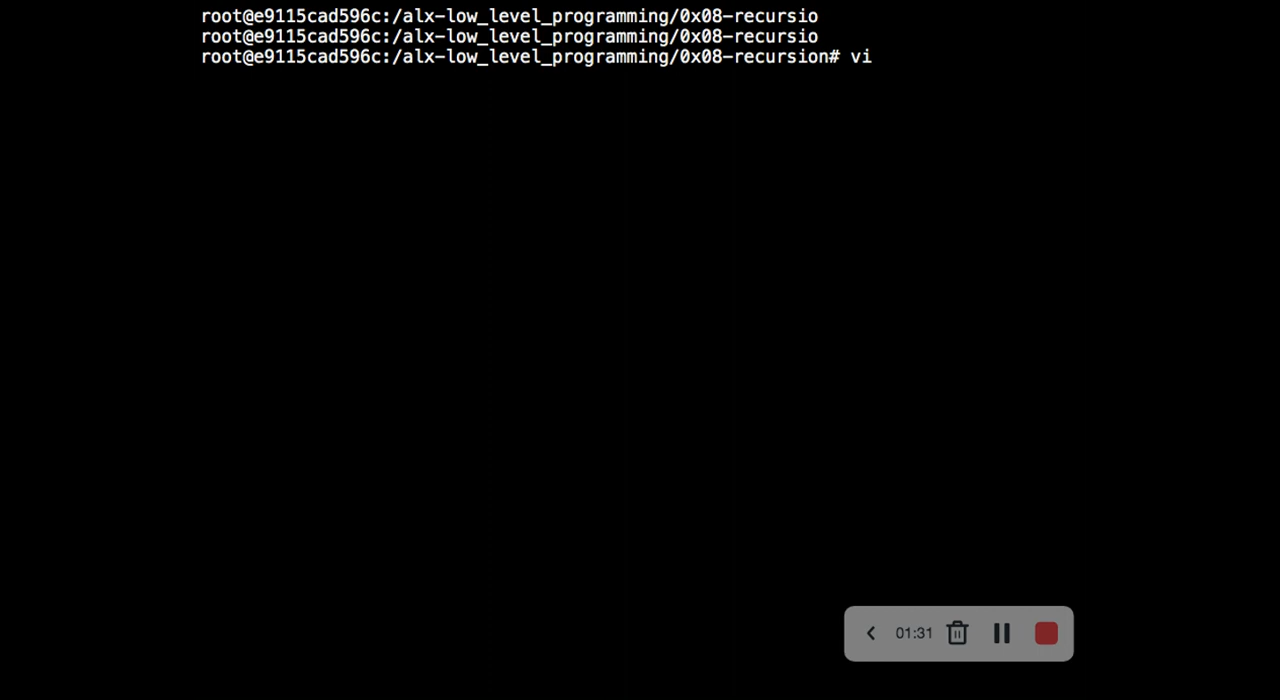 root@e9115cad596c:/alx-low_level_programming/0x08-recursio
root@e9115cad596c:/alx-low_level_programming/0x08-recursio
root@e9115cad596c:/alx-low_level_programming/0x08-recursion# vi
01:31